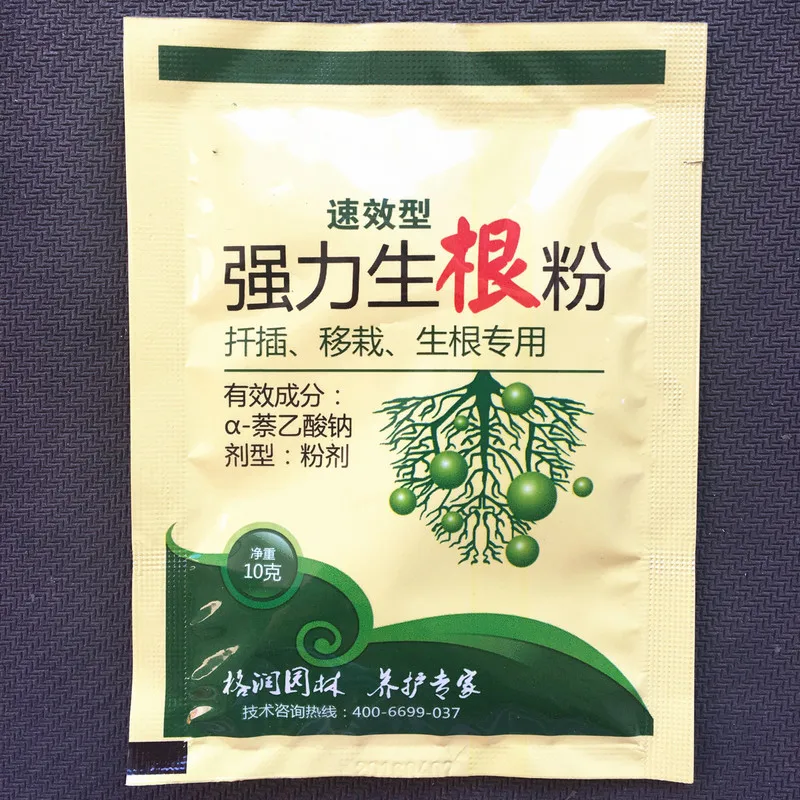 速效型
强力生根粉
扦插、移栽、生根专用
有效成分：
α-萘乙酸钠
剂型：粉剂
净重
10克
格润园林 养护专家
技术咨询热线：400-6699-037